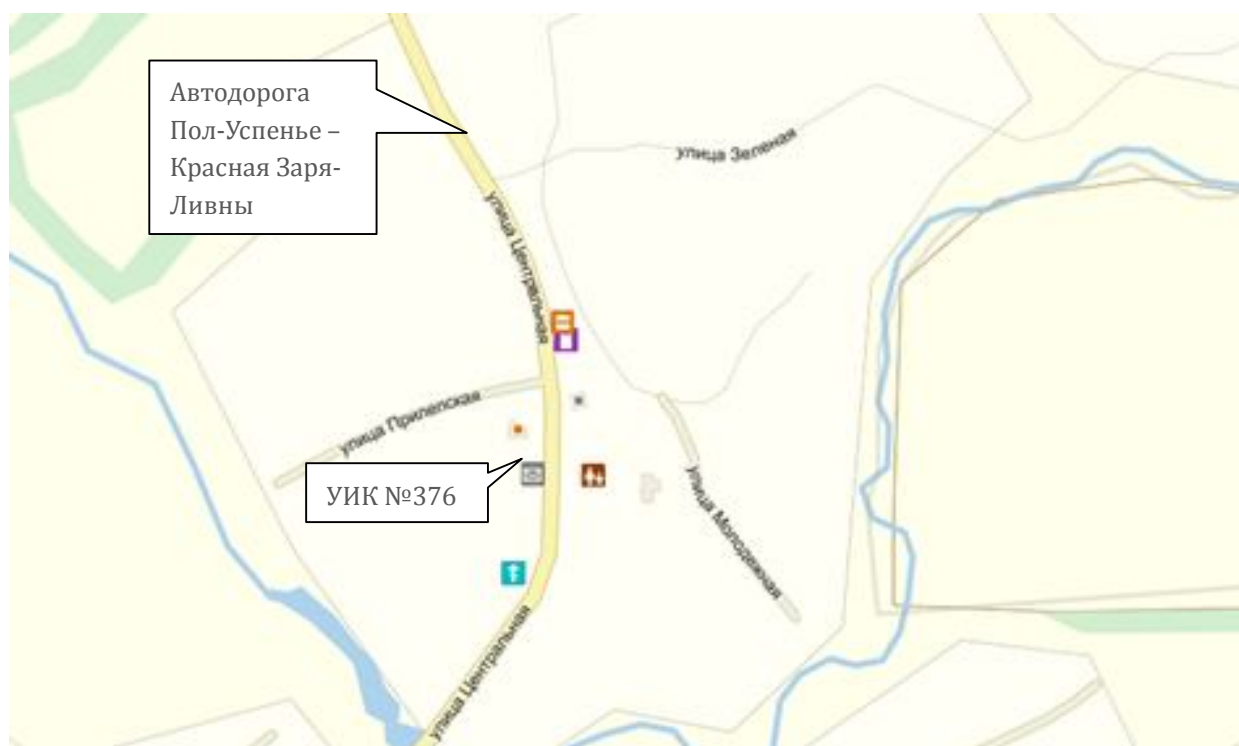 Автодорога
Пол-Успенье –
Красная Заря-
Ливны
улица Зеленая
улица Центральная
улица Прилепская
УИК №376
улица Молодежная
улица Центральная